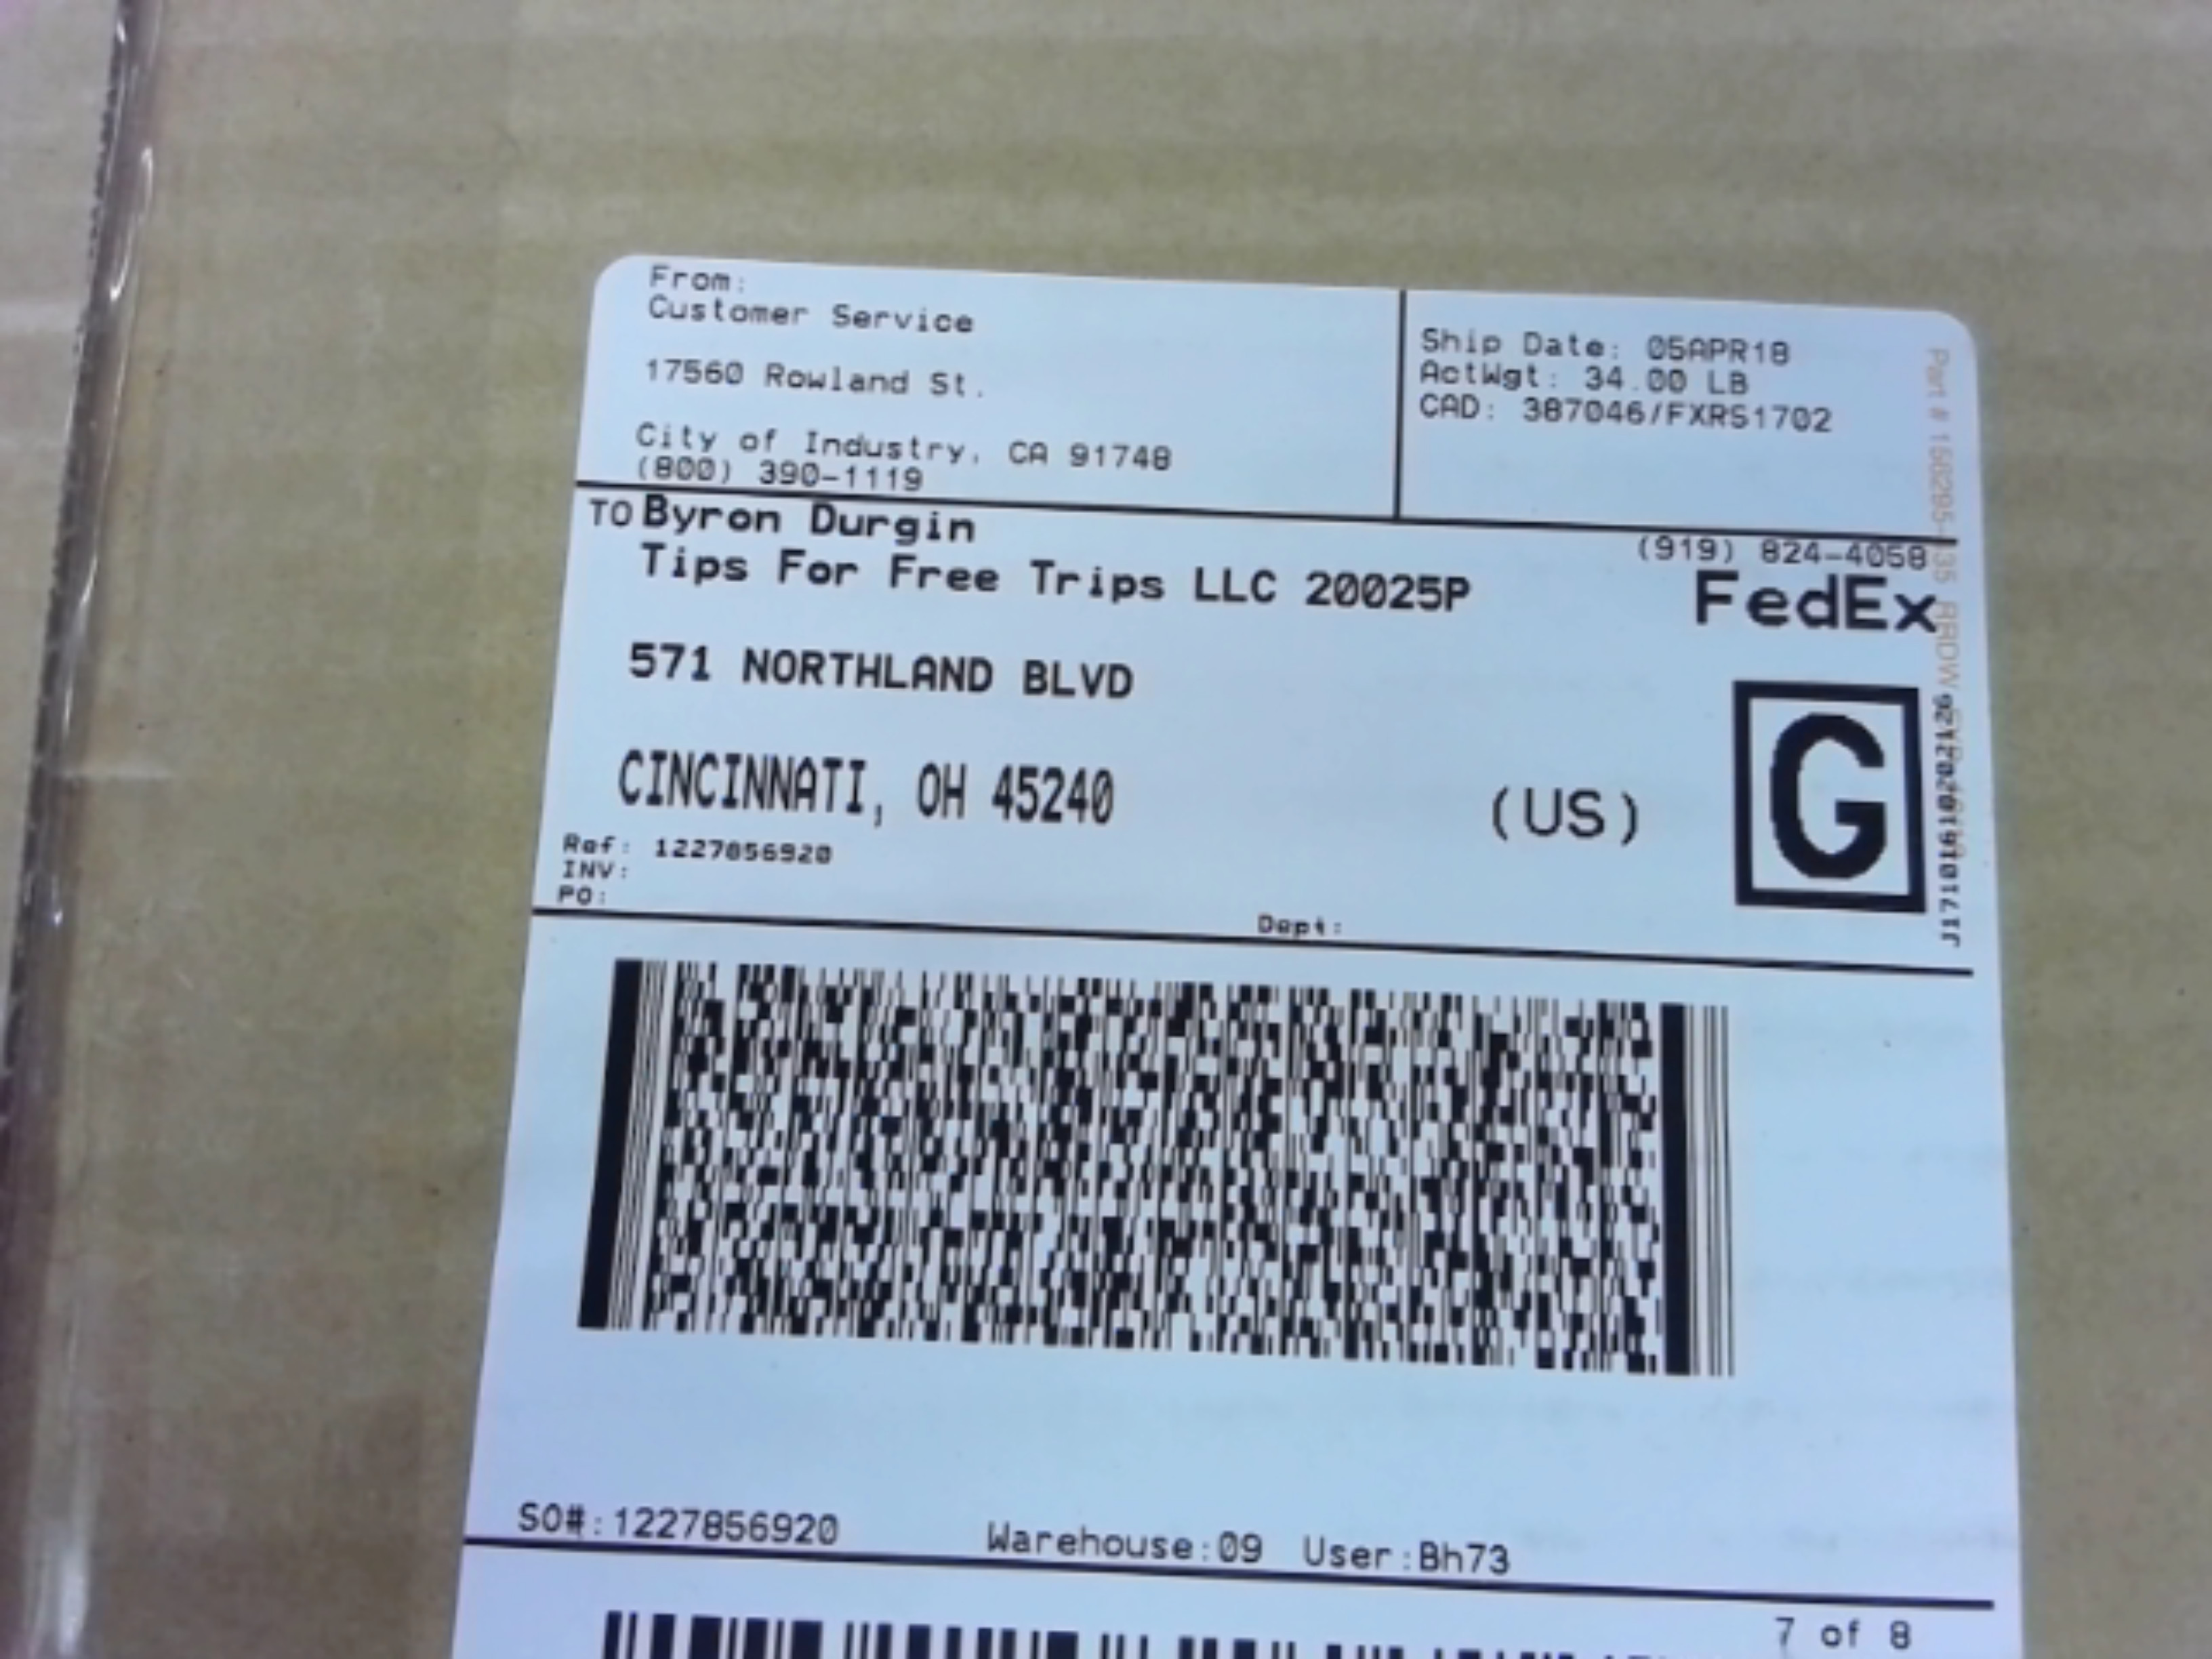 From:
Customer Service
17560 Rowland St.
City of Industry, CA 91748
(800) 390-1119
Ship Date: 05APR18
ActWgt: 34.00 LB
CAD: 387046/FXRS1702
TO Byron Durgin
Tips For Free Trips LLC 20025P
571 NORTHLAND BLVD
CINCINNATI, OH 45240
(US)
(919) 824-4058
FedEx
G
Ref: 1227856920
INV:
PO:
Dept:
Part #
SO#:1227856920
Warehouse:09 User:Bh73
7 of 8